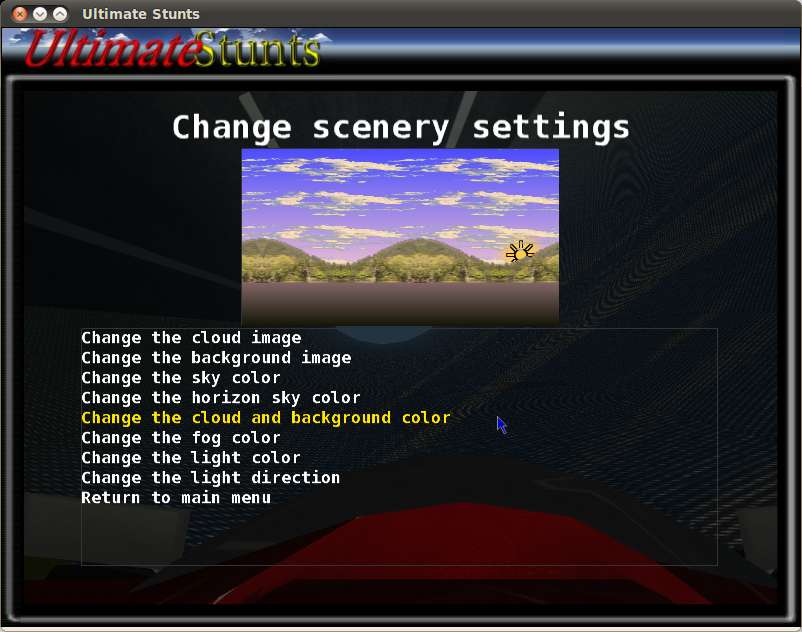 Ultimate Stunts
UltimateStunts
Change scenery settings
Change the cloud image
Change the background image
Change the sky color
Change the horizon sky color
Change the cloud and background color
Change the fog color
Change the light color
Change the light direction
Return to main menu